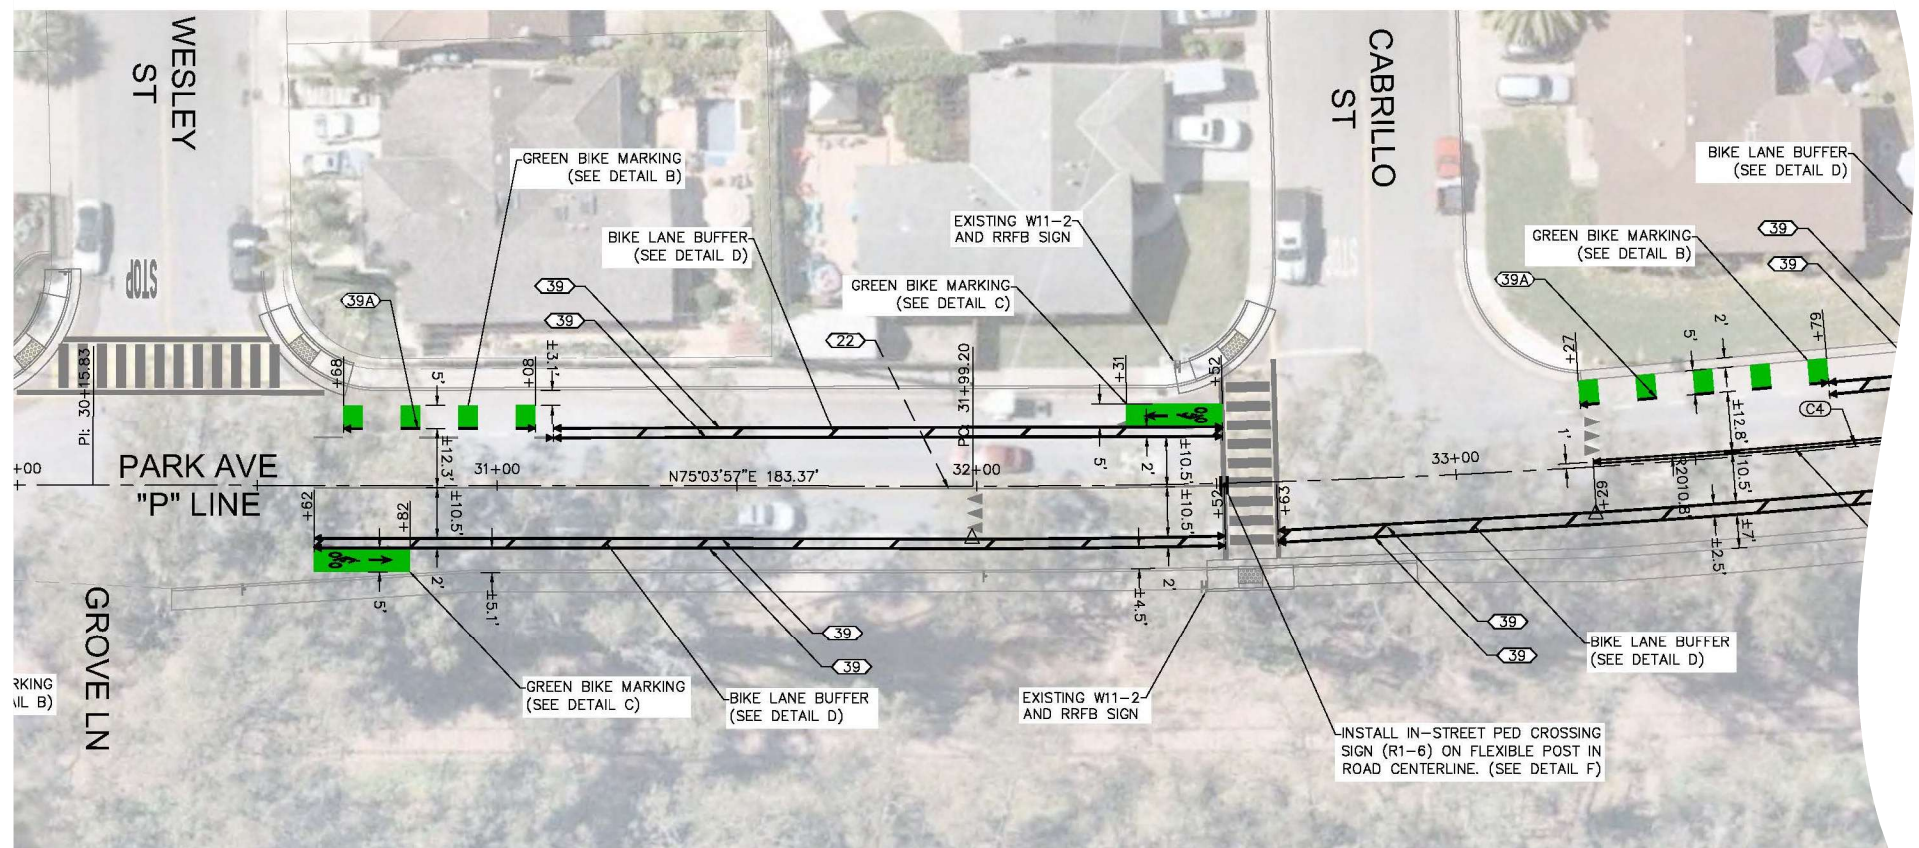 WESLEY
ST
CABRILLO
ST
GREEN BIKE MARKING
(SEE DETAIL B)
BIKE LANE BUFFER
(SEE DETAIL D)
EXISTING W11-2
AND RRFB SIGN
GREEN BIKE MARKING
(SEE DETAIL C)
BIKE LANE BUFFER
(SEE DETAIL D)
GREEN BIKE MARKING
(SEE DETAIL B)
39
39
39A
STOP
STOP
39A
39
39
22
PI: 30+15.83
+68
5'
+08
±3.1'
PC: 31+99.20
+31
+52
+27
5'
2'
+79
C4
+00
PARK AVE
"P" LINE
31+00
N75°03'57"E 183.37'
32+00
33+00
±12.3'
±10.5'
5'
2'
±10.5'
±10.5'
1'
±12.8'
10.5'
+62
+82
+52
+63
+29
±7'
±2.5'
5'
2'
±5.1'
±4.5'
2'
GROVE LN
39
39
39
39
RKING
AIL B)
GREEN BIKE MARKING
(SEE DETAIL C)
BIKE LANE BUFFER
(SEE DETAIL D)
EXISTING W11-2
AND RRFB SIGN
BIKE LANE BUFFER
(SEE DETAIL D)
INSTALL IN-STREET PED CROSSING
SIGN (R1-6) ON FLEXIBLE POST IN
ROAD CENTERLINE. (SEE DETAIL F)